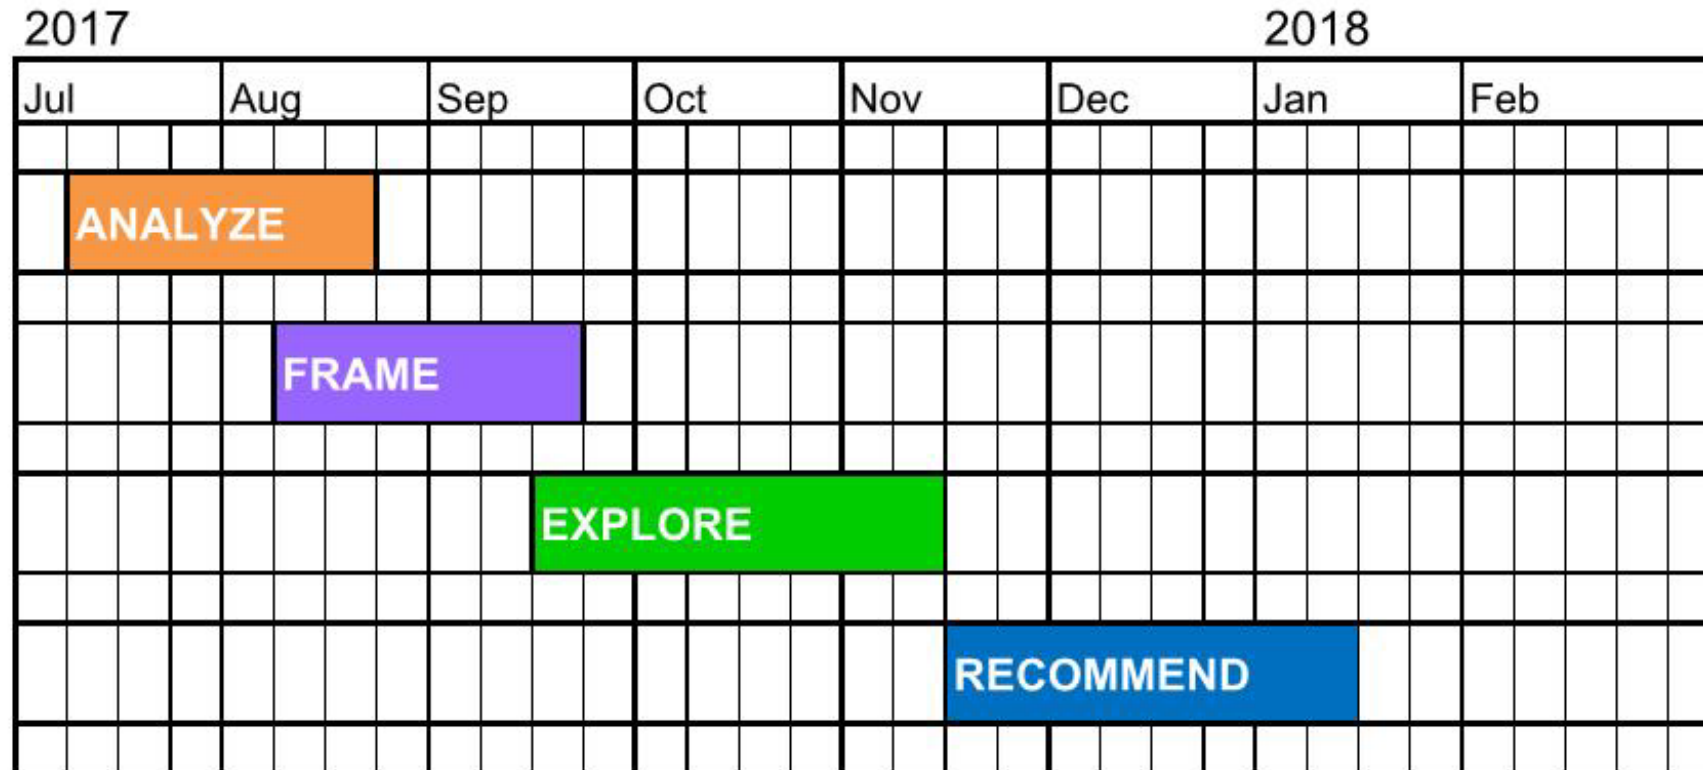 2017 2018
Jul Aug Sep Oct Nov Dec Jan Feb
ANALYZE
FRAME
EXPLORE
RECOMMEND